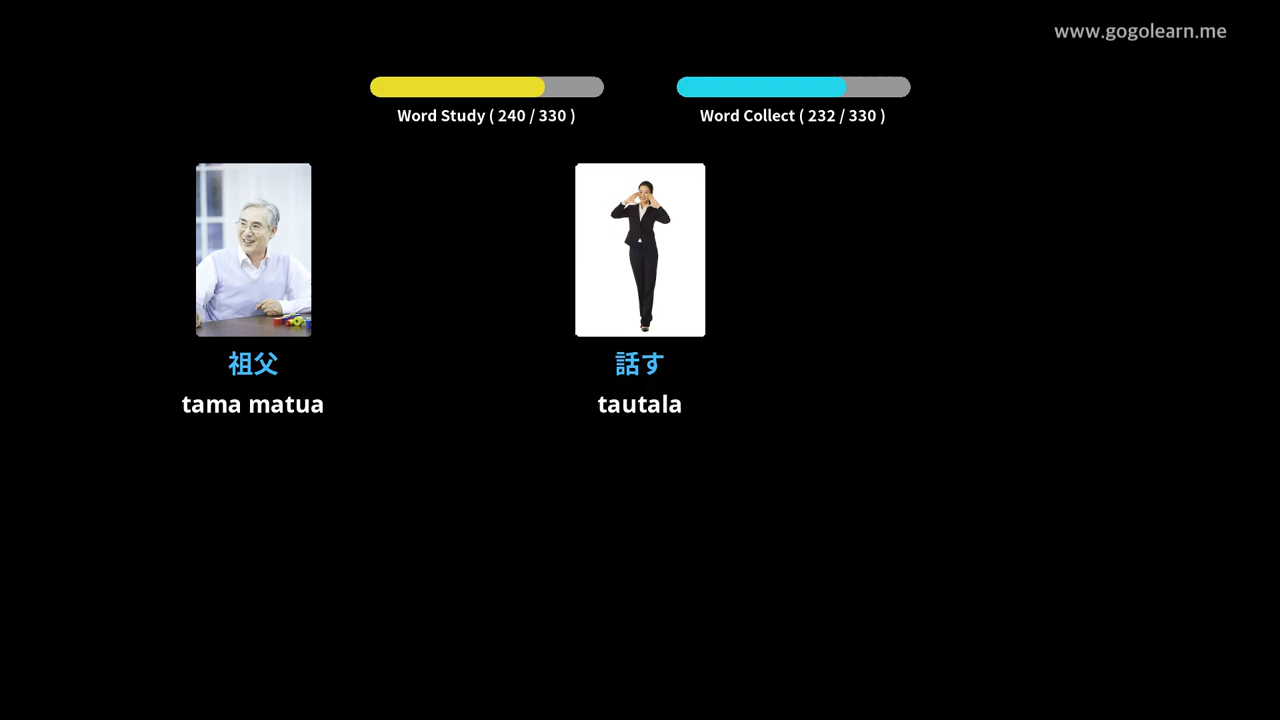 www.gogolearn.me
Word Study ( 240 / 330 )
Word Collect ( 232 / 330 )
祖父
tama matua
話す
tautala